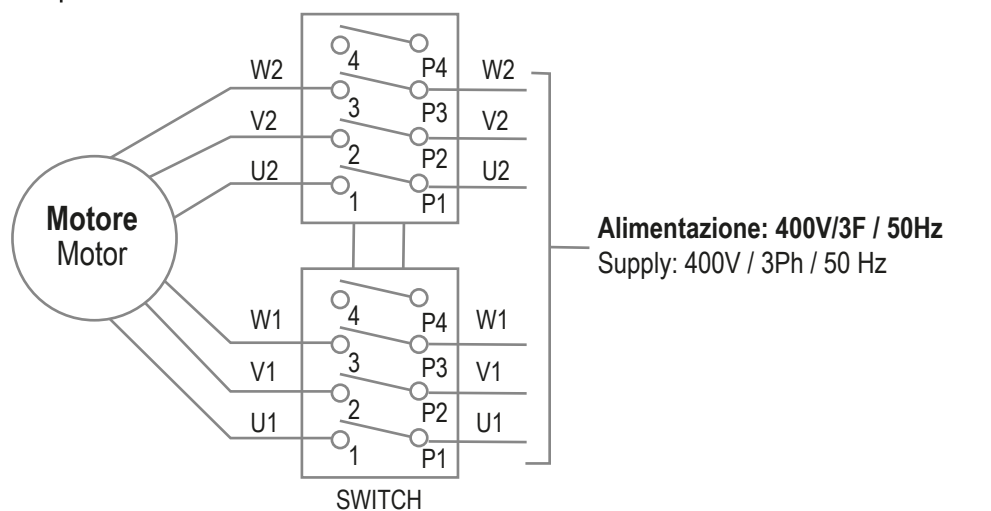 4 P4
W2 W2
3 P3
V2 V2
2 P2
U2 U2
1 P1
Motore
Motor
Alimentazione: 400V/3F / 50Hz
Supply: 400V / 3Ph / 50 Hz
4 P4
W1 W1
3 P3
V1 V1
2 P2
U1 U1
1 P1
SWITCH